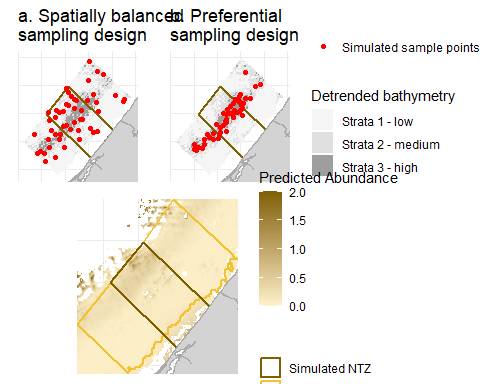 a. Spatially balanced
sampling design
b. Preferential
sampling design
Simulated sample points
Detrended bathymetry
Strata 1 - low
Strata 2 - medium
Strata 3 - high
Predicted Abundance
2.0
1.5
1.0
0.5
0.0
Simulated NTZ